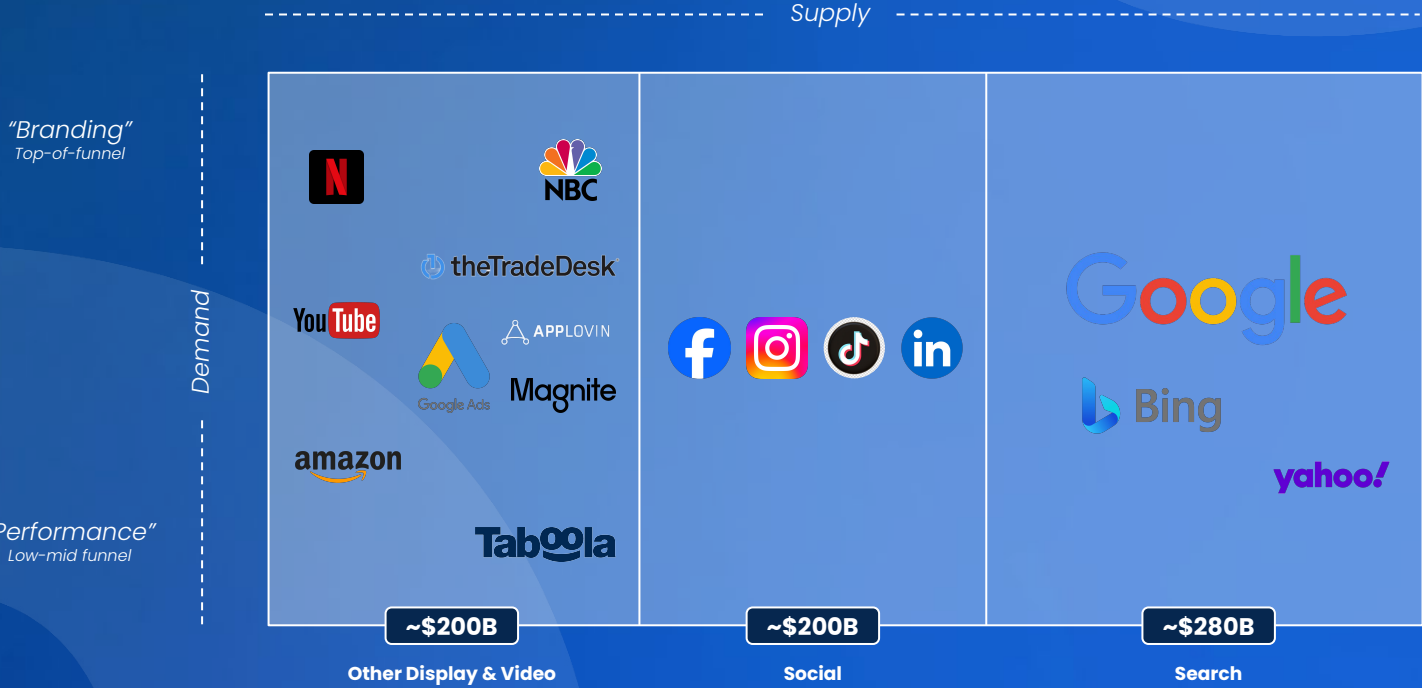 Supply
“Branding”
Top-of-funnel
Demand
Performance”
Low-mid funnel
N
NBC
theTradeDesk
YouTube
APPLOVIN
Google Ads
Magnite
amazon
Taboola
in
Google
Bing
yahoo!
~$200B
~$200B
~$280B
Other Display & Video
Social
Search